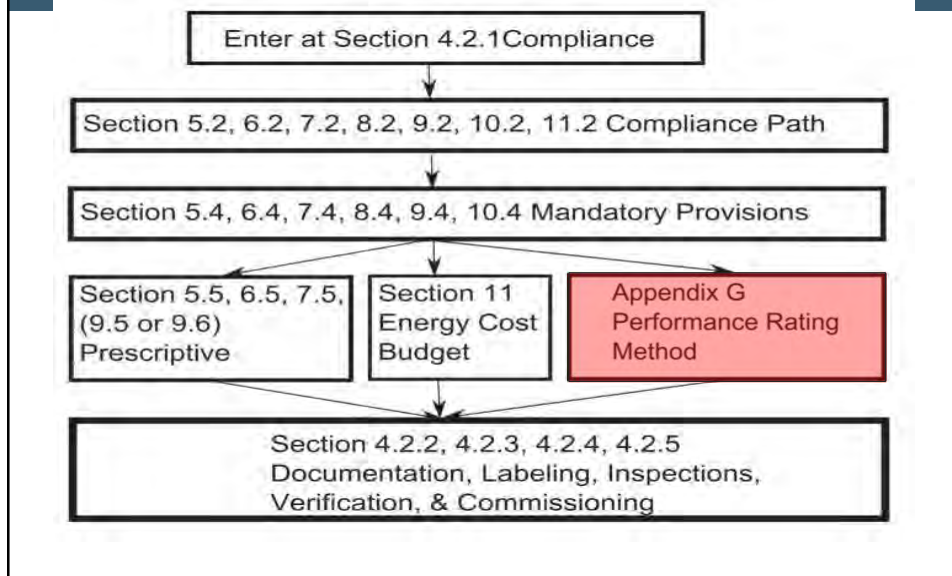 Enter at Section 4.2.1Compliance
Section 5.2, 6.2, 7.2, 8.2, 9.2, 10.2, 11.2 Compliance Path
Section 5.4, 6.4, 7.4, 8.4, 9.4, 10.4 Mandatory Provisions
Section 5.5, 6.5, 7.5,
(9.5 or 9.6)
Prescriptive
Section 11
Energy Cost
Budget
Appendix G
Performance Rating
Method
Section 4.2.2, 4.2.3, 4.2.4, 4.2.5
Documentation, Labeling, Inspections,
Verification, & Commissioning